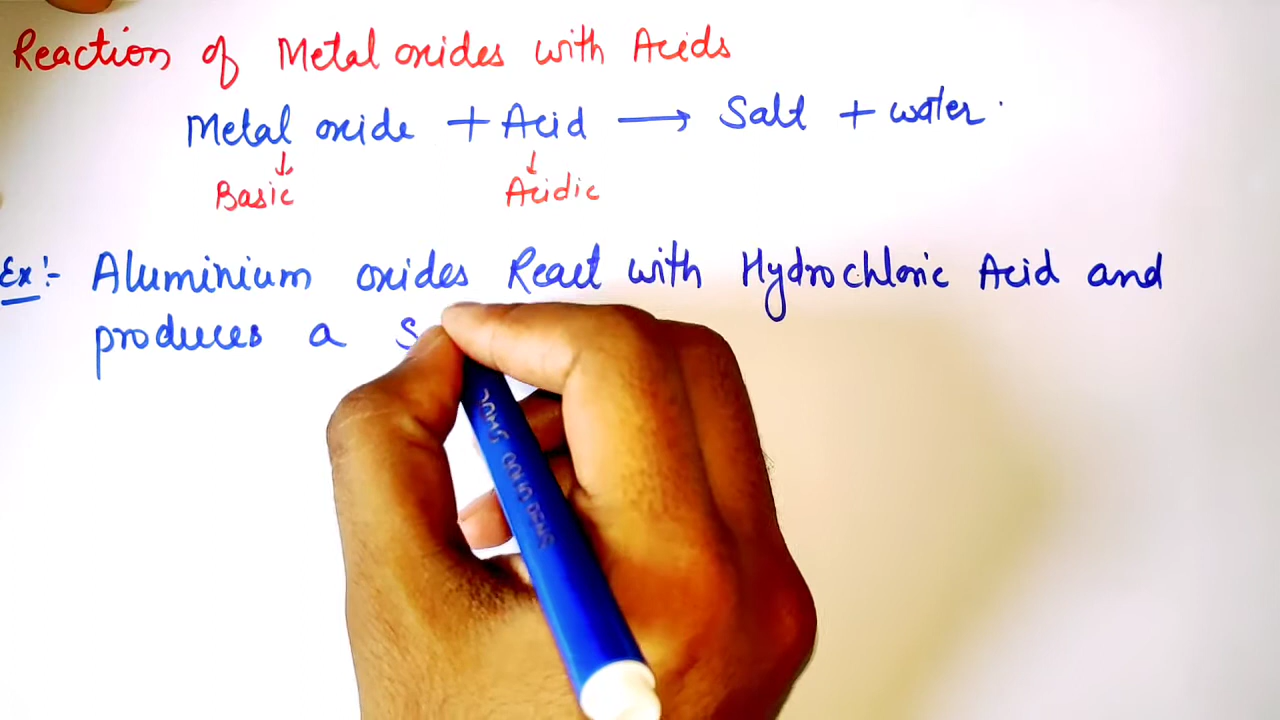 Reaction of Metal oxides with Acids
Metal oxide + Acid → Salt + water.
↓ ↓
Basic Acidic
Ex:- Aluminium oxides React with Hydrochloric Acid and
produces a S